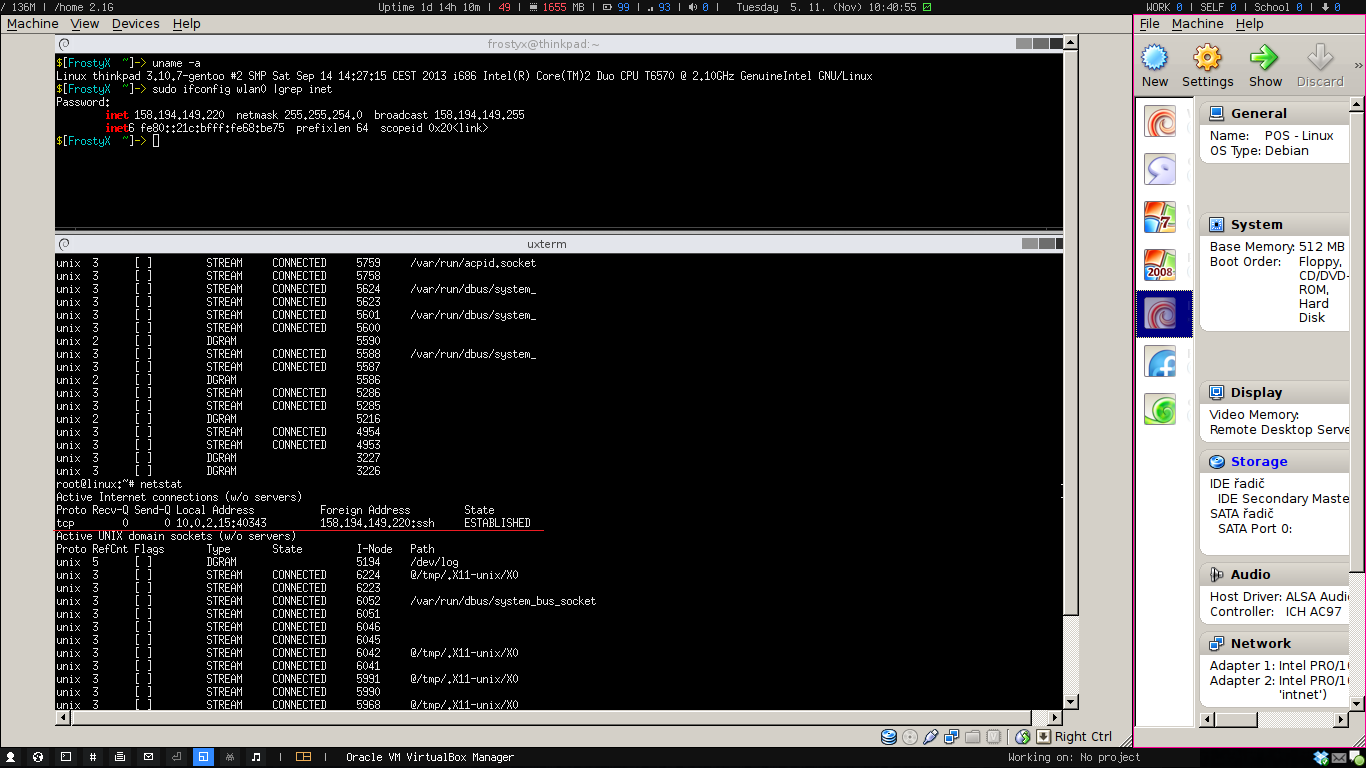 / 136M | /home 2.1G Uptime 1d 14h 10m | 49 | 1655 MB | 99 | 93 | 0 | Tuesday 5. 11. (Nov) 10:40:55 WORK 0 | SELF 0 | School 0 | 0
Machine View Devices Help
frostyx@thinkpad:~
$[FrostyX ~]-> uname -a
Linux thinkpad 3.10.7-gentoo #2 SMP Sat Sep 14 14:27:15 CEST 2013 i686 Intel(R) Core(TM)2 Duo CPU T6570 @ 2.10GHz GenuineIntel GNU/Linux
$[FrostyX ~]-> sudo ifconfig wlan0 |grep inet
Password:
inet 158.194.149.220 netmask 255.255.254.0 broadcast 158.194.149.255
inet6 fe80::21c:bfff:fe68:be75 prefixlen 64 scopeid 0x20<link>
$[FrostyX ~]->
uxterm
unix 3 [ ] STREAM CONNECTED 5759 /var/run/acpid.socket
unix 3 [ ] STREAM CONNECTED 5758
unix 3 [ ] STREAM CONNECTED 5624 /var/run/dbus/system_
unix 3 [ ] STREAM CONNECTED 5623
unix 3 [ ] STREAM CONNECTED 5601 /var/run/dbus/system_
unix 3 [ ] STREAM CONNECTED 5600
unix 2 [ ] DGRAM 5590
unix 3 [ ] STREAM CONNECTED 5588 /var/run/dbus/system_
unix 3 [ ] STREAM CONNECTED 5587
unix 2 [ ] DGRAM 5586
unix 3 [ ] STREAM CONNECTED 5286
unix 3 [ ] STREAM CONNECTED 5285
unix 2 [ ] DGRAM 5216
unix 3 [ ] STREAM CONNECTED 4954
unix 3 [ ] STREAM CONNECTED 4953
unix 3 [ ] DGRAM 3227
unix 3 [ ] DGRAM 3226
root@linux:~# netstat
Active Internet connections (w/o servers)
Proto Recv-Q Send-Q Local Address Foreign Address State
tcp 0 0 10.0.2.15:40343 158.194.149.220:ssh ESTABLISHED
Active UNIX domain sockets (w/o servers)
Proto RefCnt Flags Type State I-Node Path
unix 5 [ ] DGRAM 5194 /dev/log
unix 3 [ ] STREAM CONNECTED 6224 @/tmp/.X11-unix/X0
unix 3 [ ] STREAM CONNECTED 6223
unix 3 [ ] STREAM CONNECTED 6052 /var/run/dbus/system_bus_socket
unix 3 [ ] STREAM CONNECTED 6051
unix 3 [ ] STREAM CONNECTED 6046
unix 3 [ ] STREAM CONNECTED 6045
unix 3 [ ] STREAM CONNECTED 6042 @/tmp/.X11-unix/X0
unix 3 [ ] STREAM CONNECTED 6041
unix 3 [ ] STREAM CONNECTED 5991 @/tmp/.X11-unix/X0
unix 3 [ ] STREAM CONNECTED 5990
unix 3 [ ] STREAM CONNECTED 5968 @/tmp/.X11-unix/X0
Right Ctrl
File Machine Help
New Settings Show Discard
7
2008
General
Name: POS - Linux
OS Type: Debian
System
Base Memory: 512 MB
Boot Order: Floppy,
CD/DVD-
ROM,
Hard
Disk
Display
Video Memory:
Remote Desktop Serve
Storage
IDE řadič
IDE Secondary Maste
SATA řadič
SATA Port 0:
Audio
Host Driver: ALSA Audio
Controller: ICH AC97
Network
Adapter 1: Intel PRO/10
Adapter 2: Intel PRO/10
'intnet')
Oracle VM VirtualBox Manager
Working on: No project